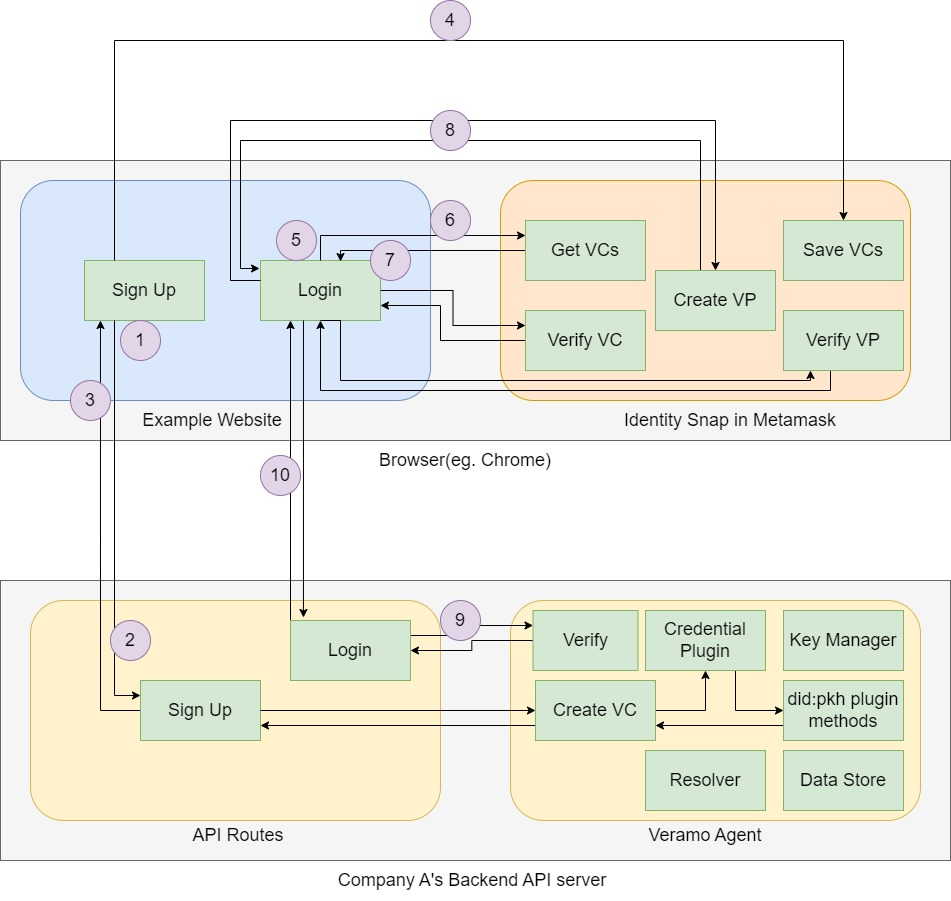 4
8
6
5
7
Get VCs
Save VCs
Sign Up
Login
Create VP
1
Verify VC
Verify VP
3
Example Website
Identity Snap in Metamask
Browser(eg. Chrome)
10
9
2
Login
Verify
Credential
Plugin
Key Manager
Sign Up
Create VC
did:pkh plugin
methods
Resolver
Data Store
API Routes
Veramo Agent
Company A's Backend API server